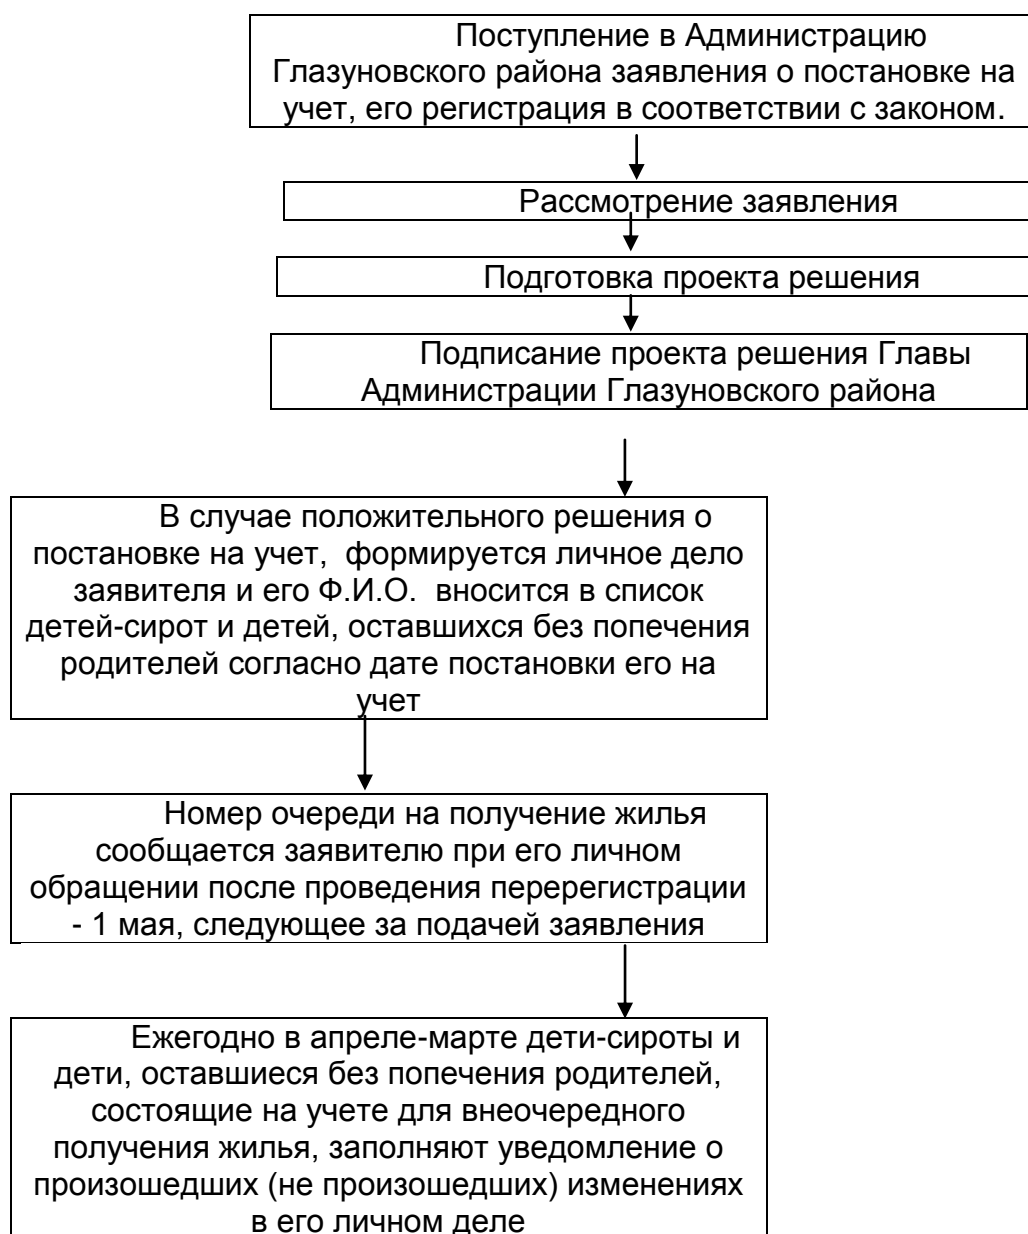 Поступление в Администрацию
Глазуновского района заявления о постановке на
учет, его регистрация в соответствии с законом.
Рассмотрение заявления
Подготовка проекта решения
Подписание проекта решения Главы
Администрации Глазуновского района
В случае положительного решения о
постановке на учет, формируется личное дело
заявителя и его Ф.И.О. вносится в список
детей-сирот и детей, оставшихся без попечения
родителей согласно дате постановки его на
учет
Номер очереди на получение жилья
сообщается заявителю при его личном
обращении после проведения перерегистрации
- 1 мая, следующее за подачей заявления
Ежегодно в апреле-марте дети-сироты и
дети, оставшиеся без попечения родителей,
состоящие на учете для внеочередного
получения жилья, заполняют уведомление о
произошедших (не произошедших) изменениях
в его личном деле